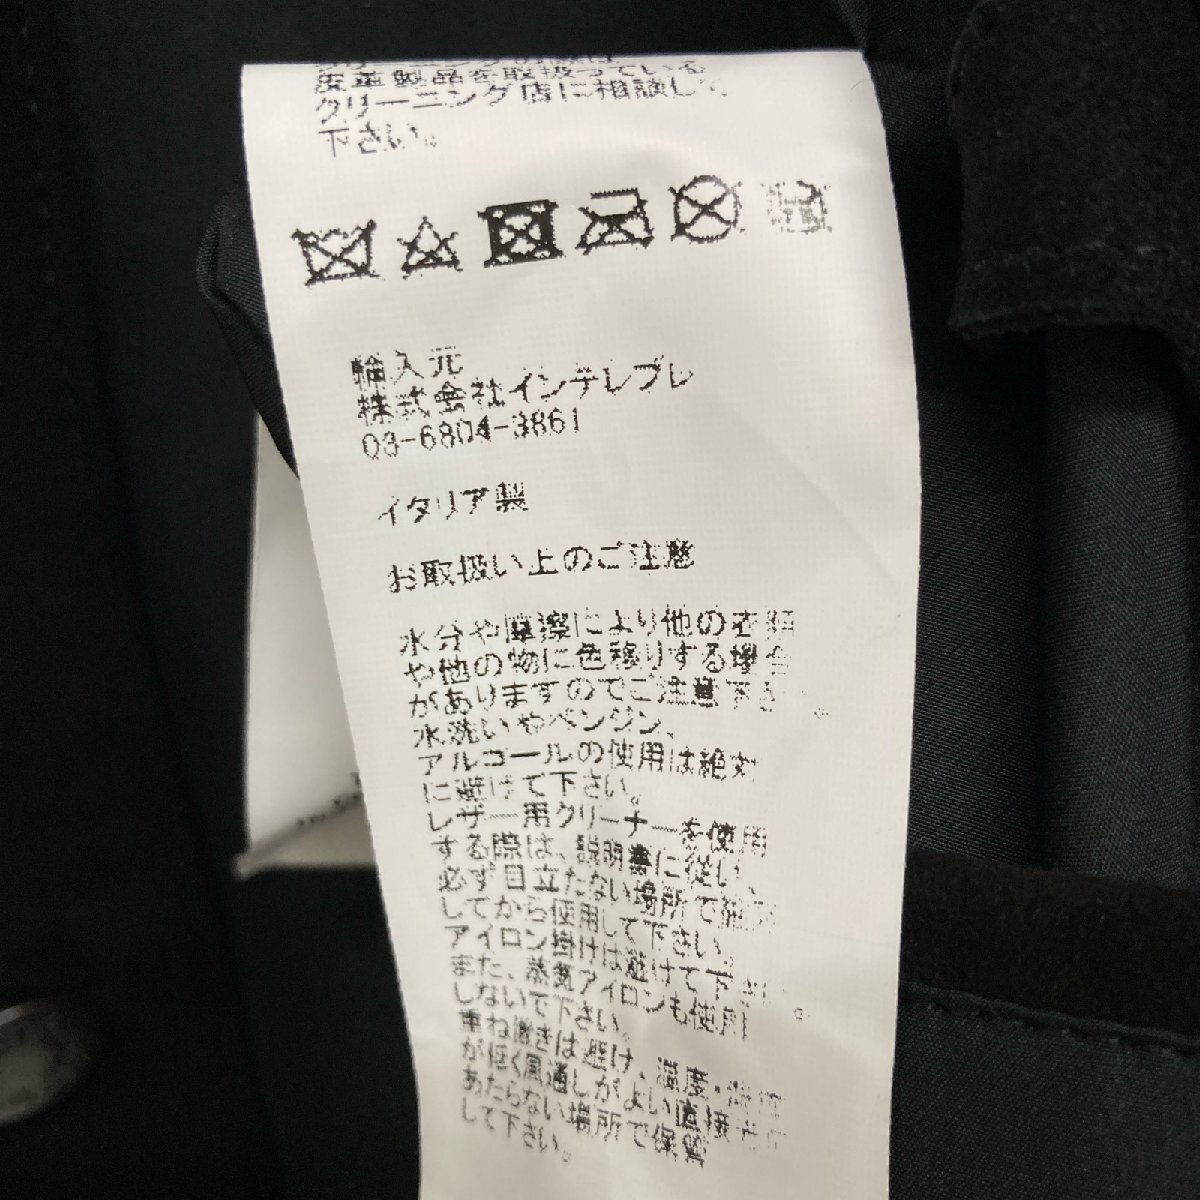 皮革製品を取扱っている
クリーニング店に相談して
下さい。
輸入元
株式会社インテレプレ
03-6804-3861
イタリア製
お取扱い上のご注意
水分や摩擦により他の衣類
や他の物に色移りする場合
がありますのでご注意下さい。
水洗いやベンジン、
アルコールの使用は絶対
に避けて下さい。
レザー用クリーナーを使用
する際は、説明書に従い、
必ず目立たない場所で確認
してから使用して下さい。
アイロン掛けは避けて下さい。
また、蒸気アイロンも使用
しないで下さい。
重ね置きは避け、温度・湿度
が低く風通しがよい直接
あたらない場所で保管
して下さい。